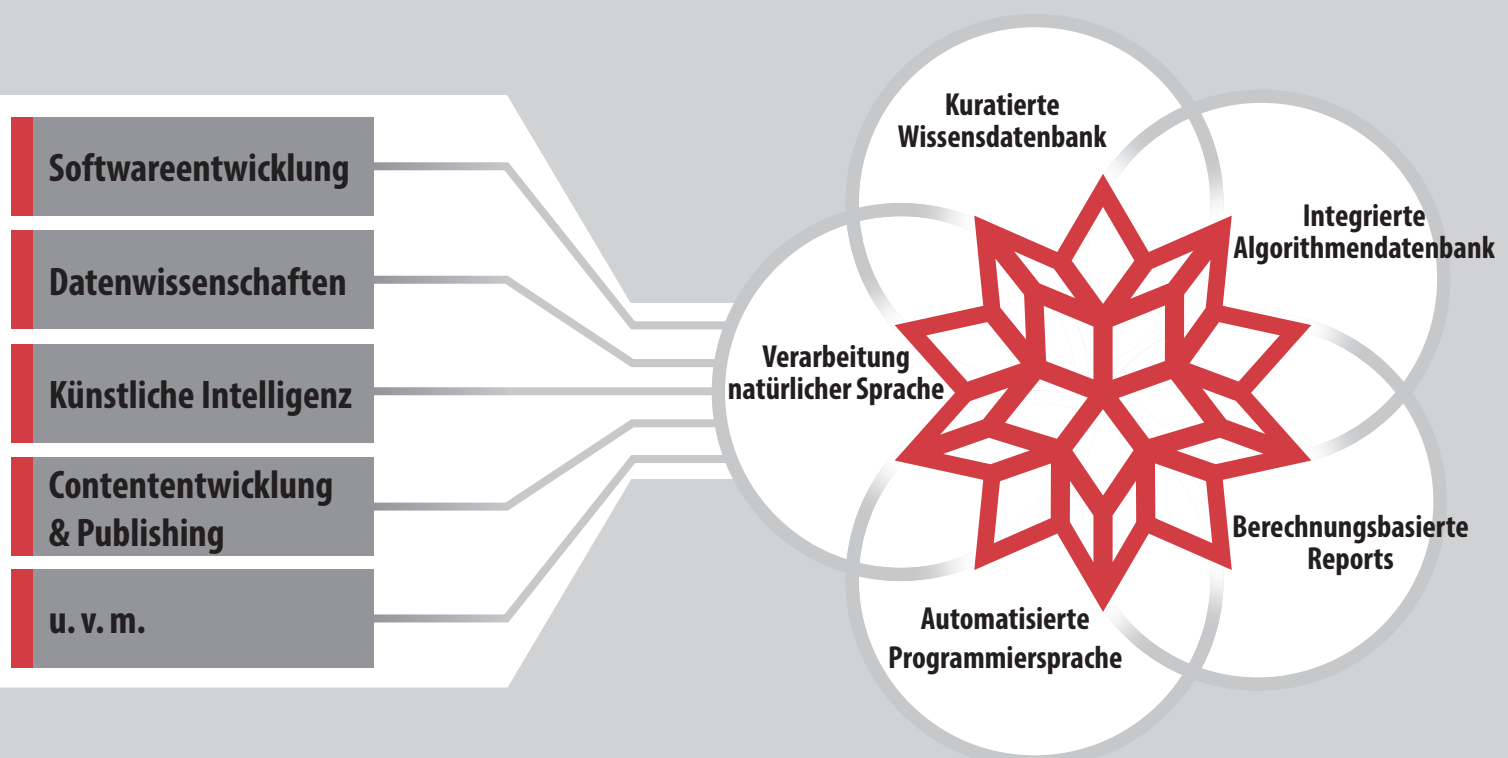 Softwareentwicklung
Datenwissenschaften
Künstliche Intelligenz
Contententwicklung
& Publishing
u. v. m.
Kuratierte
Wissensdatenbank
Integrierte
Algorithmendatenbank
Verarbeitung
natürlicher Sprache
Berechnungsbasierte
Reports
Automatisierte
Programmiersprache